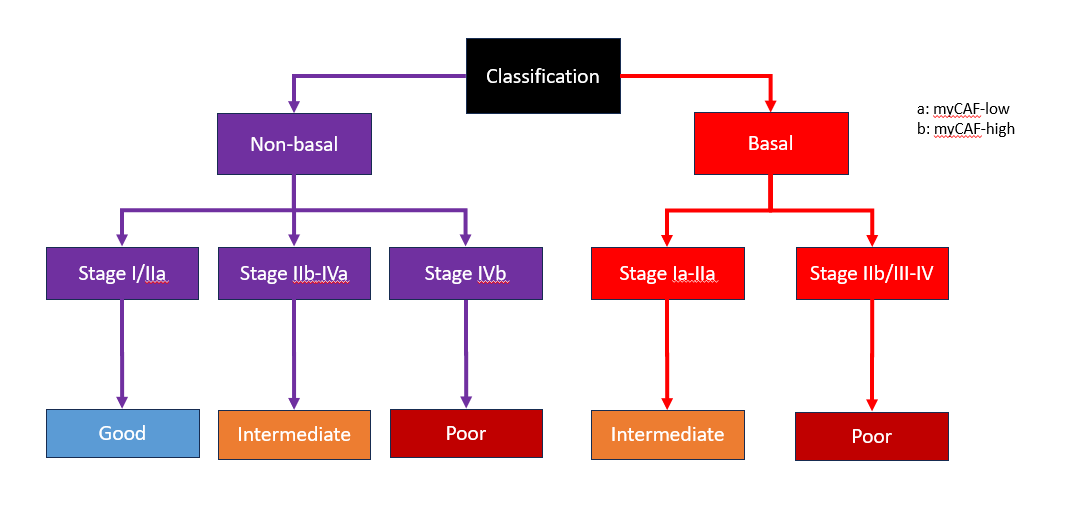 Classification
a: myCAF-low
b: myCAF-high
Non-basal
Basal
Stage I/IIa
Stage IIb-IVa
Stage IVb
Stage Ia-IIa
Stage IIb/III-IV
Good
Intermediate
Poor
Intermediate
Poor